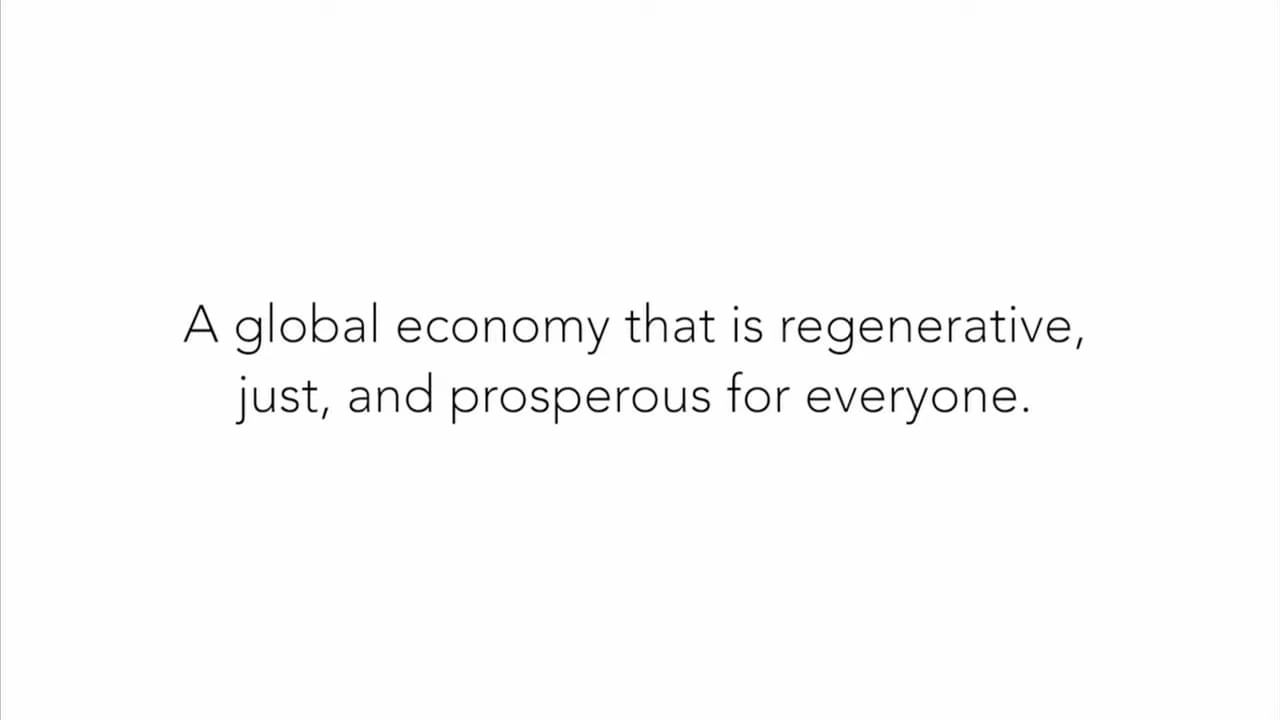 A global economy that is regenerative,
just, and prosperous for everyone.